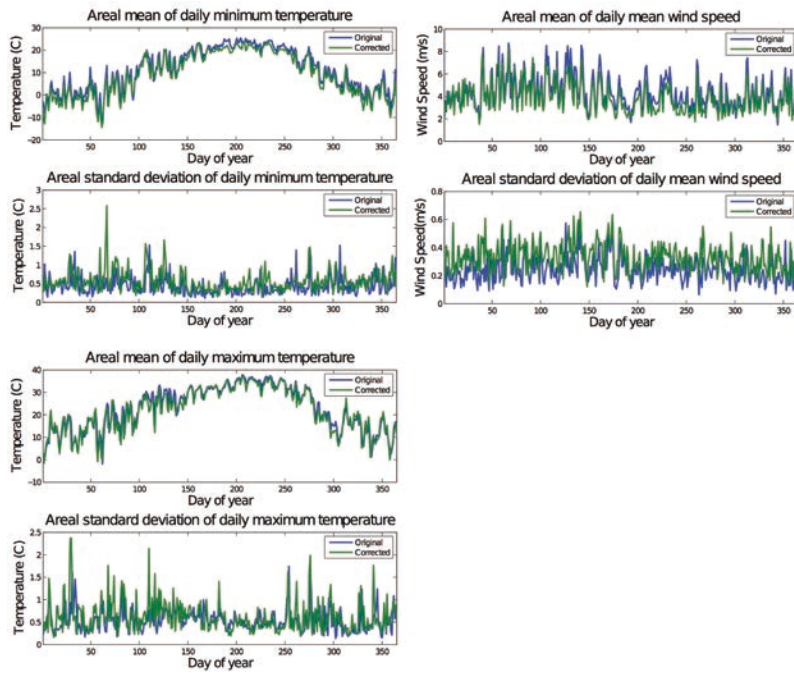 Areal mean of daily minimum temperature
Temperature (C)
30
20
10
0
−10
−20
Original
Corrected
50 100 150 200 250 300 350
Day of year
Areal standard deviation of daily minimum temperature
Temperature (C)
3
2.5
2
1.5
1
0.5
0
Original
Corrected
50 100 150 200 250 300 350
Day of year
Areal mean of daily maximum temperature
Temperature (C)
40
30
20
10
0
−10
Original
Corrected
50 100 150 200 250 300 350
Day of year
Areal standard deviation of daily maximum temperature
Temperature (C)
2.5
2
1.5
1
0.5
0
Original
Corrected
50 100 150 200 250 300 350
Day of year
Areal mean of daily mean wind speed
Wind Speed (m/s)
10
8
6
4
2
0
Original
Corrected
50 100 150 200 250 300 350
Day of year
Areal standard deviation of daily mean wind speed
Wind Speed(m/s)
0.8
0.6
0.4
0.2
0
Original
Corrected
50 100 150 200 250 300 350
Day of year